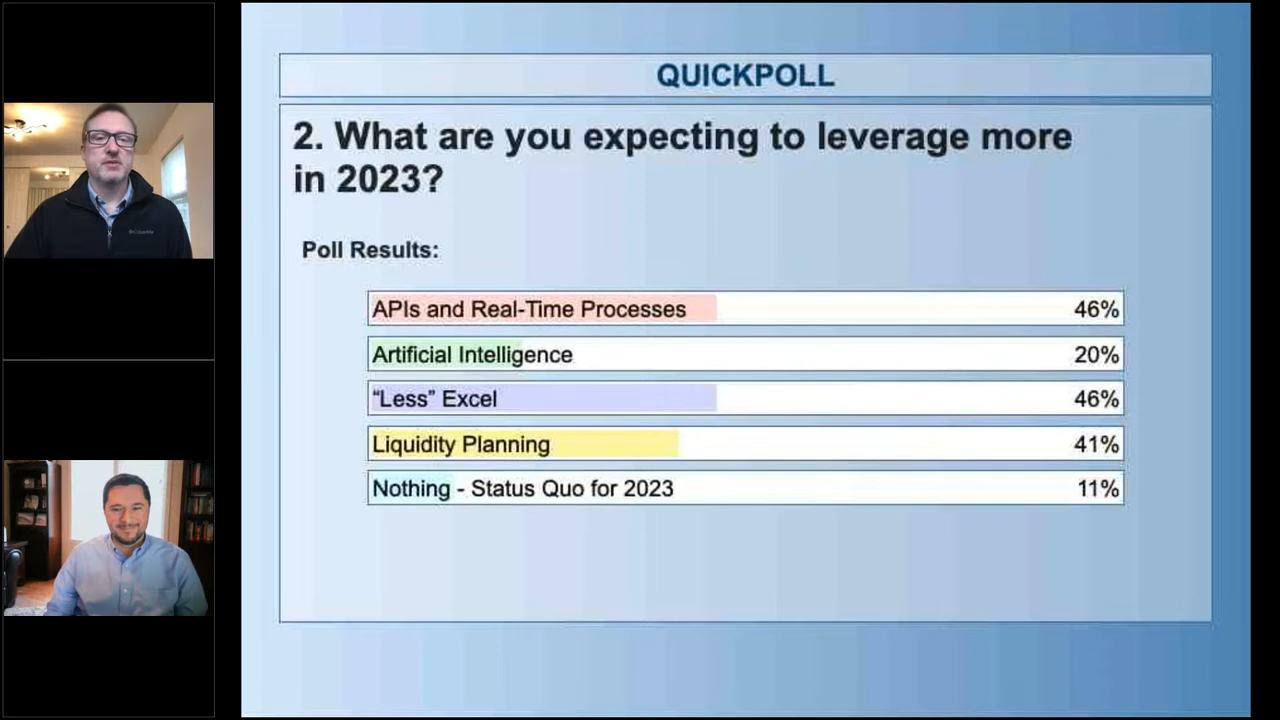 QUICKPOLL
2. What are you expecting to leverage more
in 2023?
Poll Results:
APIs and Real-Time Processes 46%
Artificial Intelligence 20%
“Less” Excel 46%
Liquidity Planning 41%
Nothing - Status Quo for 2023 11%
Columbia